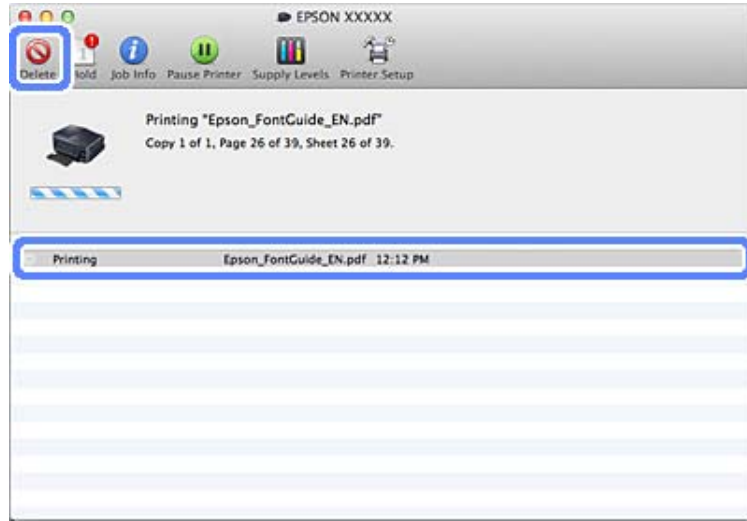 EPSON XXXXX
Delete Hold Job Info Pause Printer Supply Levels Printer Setup
Printing "Epson_FontGuide_EN.pdf"
Copy 1 of 1, Page 26 of 39, Sheet 26 of 39.
Printing Epson_FontGuide_EN.pdf 12:12 PM